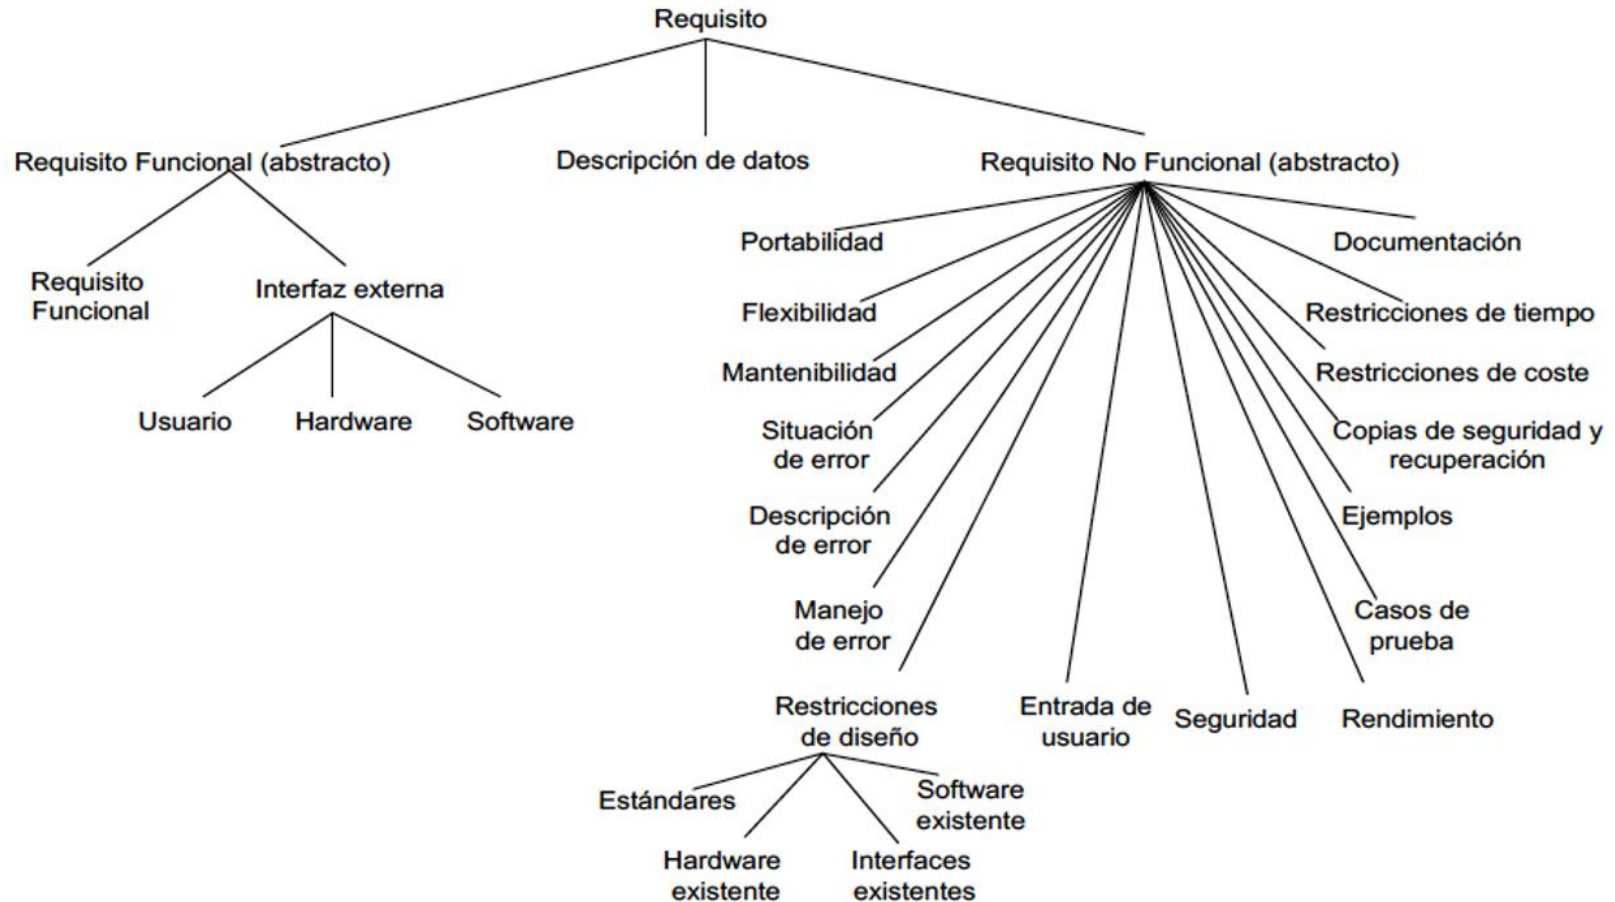 Requisito
Requisito Funcional (abstracto)
Descripción de datos
Requisito No Funcional (abstracto)
Requisito
Funcional
Interfaz externa
Usuario
Hardware
Software
Portabilidad
Flexibilidad
Mantenibilidad
Situación
de error
Descripción
de error
Manejo
de error
Restricciones
de diseño
Estándares
Hardware
existente
Interfaces
existentes
Software
existente
Entrada de
usuario
Seguridad
Rendimiento
Casos de
prueba
Ejemplos
Copias de seguridad y
recuperación
Restricciones de coste
Restricciones de tiempo
Documentación